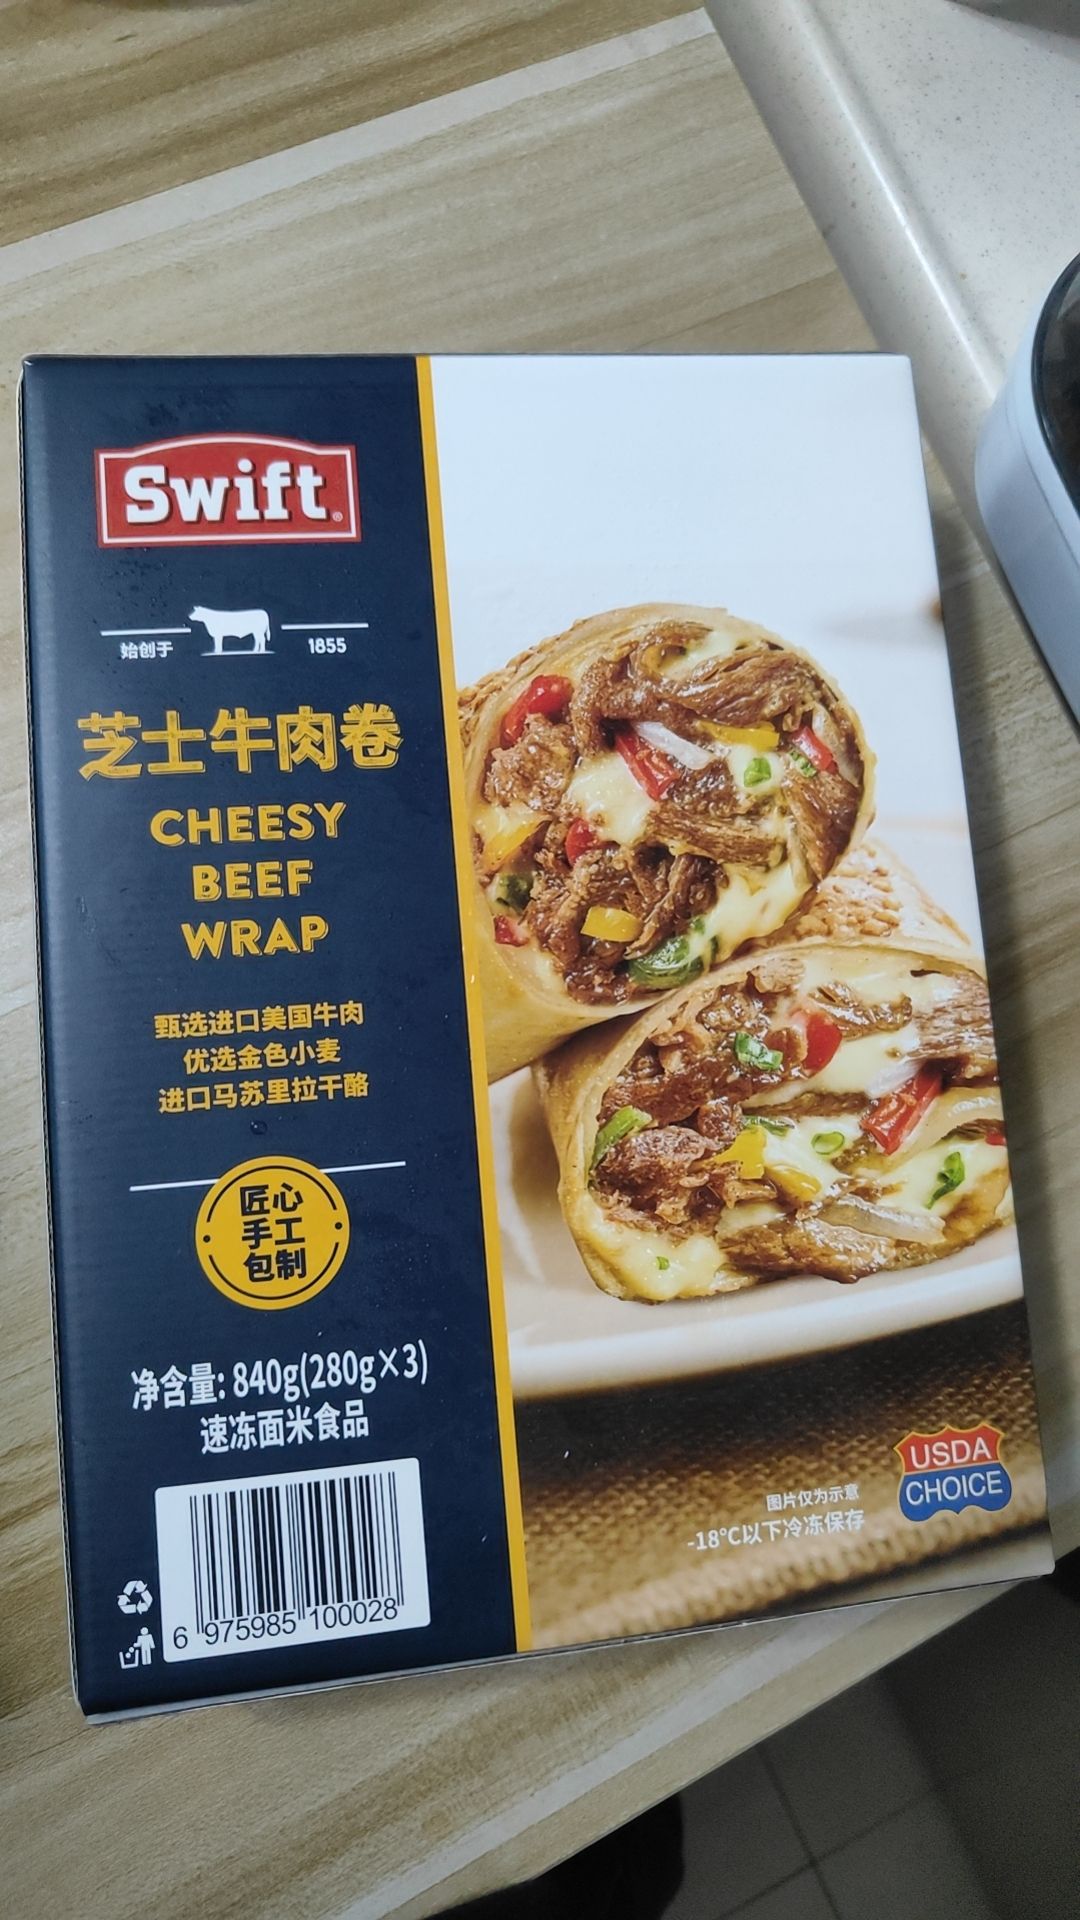 Swift®
始创于 1855
芝士牛肉卷
CHEESY
BEEF
WRAP
甄选进口美国牛肉
优选金色小麦
进口马苏里拉干酪
匠心
手工
包制
净含量: 840g(280g×3)
速冻面米食品
6 975985 100028
图片仅为示意
-18°C以下冷冻保存
USDA
CHOICE